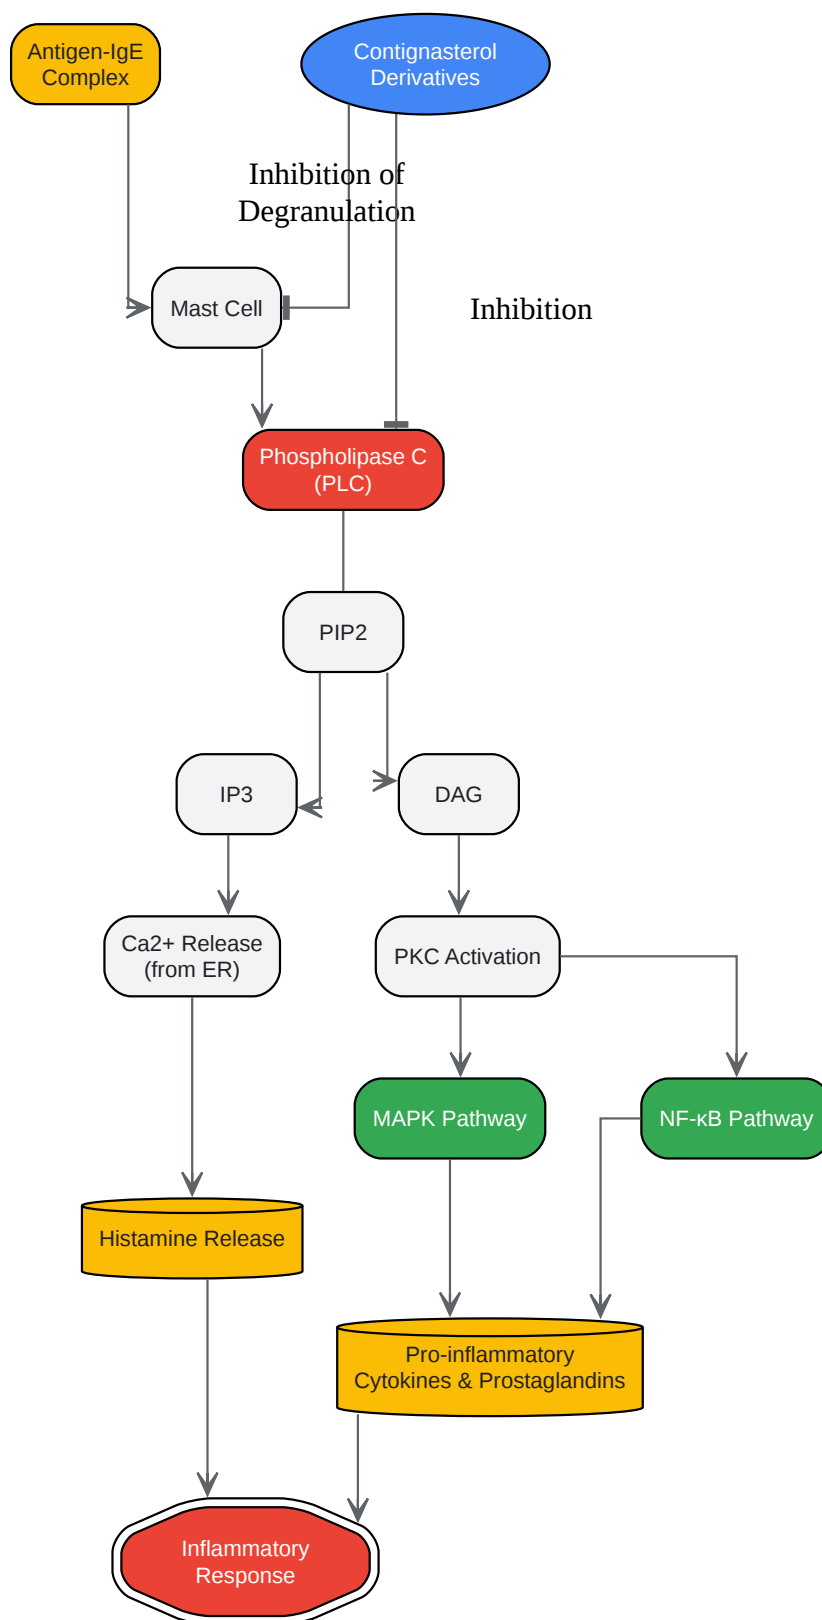 Antigen-IgE
Complex
Contignasterol
Derivatives
Inhibition of
Degranulation
Mast Cell
Inhibition
Phospholipase C
(PLC)
PIP2
IP3
DAG
Ca2+ Release
(from ER)
PKC Activation
MAPK Pathway
NF-κB Pathway
Histamine Release
Pro-inflammatory
Cytokines & Prostaglandins
Inflammatory
Response